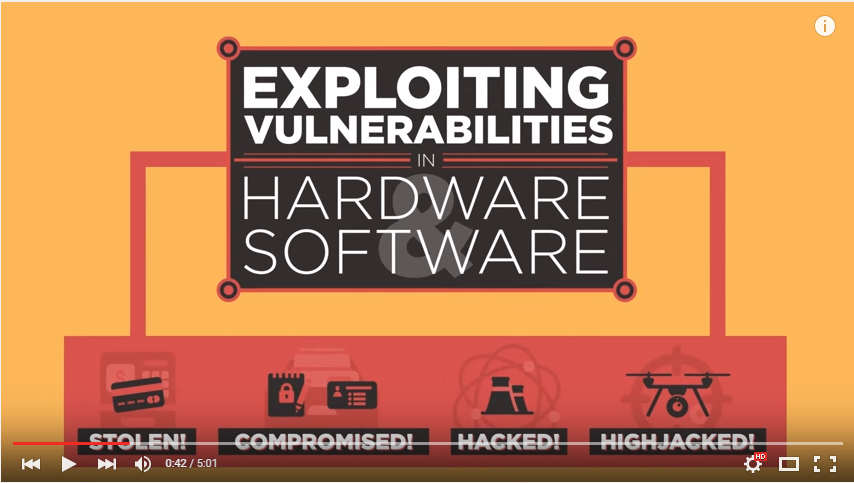 EXPLOITING
VULNERABILITIES
IN
HARDWARE
&
SOFTWARE
$
STOLEN! COMPROMISED! HACKED! HIGHJACKED!
0:42 / 5:01
HD